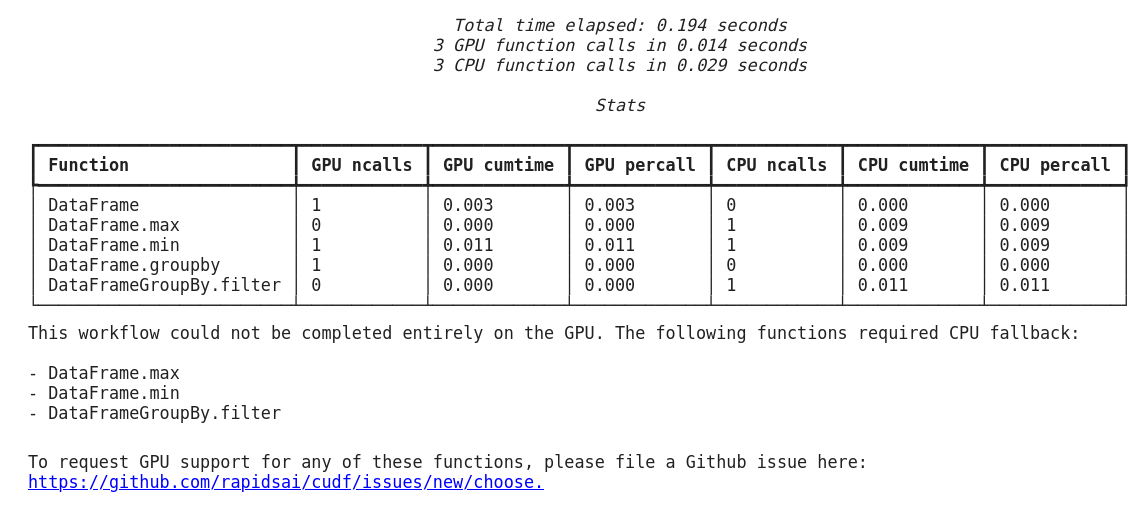 Total time elapsed: 0.194 seconds
3 GPU function calls in 0.014 seconds
3 CPU function calls in 0.029 seconds
Stats
Function GPU ncalls GPU cumtime GPU percall CPU ncalls CPU cumtime CPU percall
DataFrame 1 0.003 0.003 0 0.000 0.000
DataFrame.max 0 0.000 0.000 1 0.009 0.009
DataFrame.min 1 0.011 0.011 1 0.009 0.009
DataFrame.groupby 1 0.000 0.000 0 0.000 0.000
DataFrameGroupBy.filter 0 0.000 0.000 1 0.011 0.011
This workflow could not be completed entirely on the GPU. The following functions required CPU fallback:
- DataFrame.max
- DataFrame.min
- DataFrameGroupBy.filter
To request GPU support for any of these functions, please file a Github issue here:
https://github.com/rapidsai/cudf/issues/new/choose.